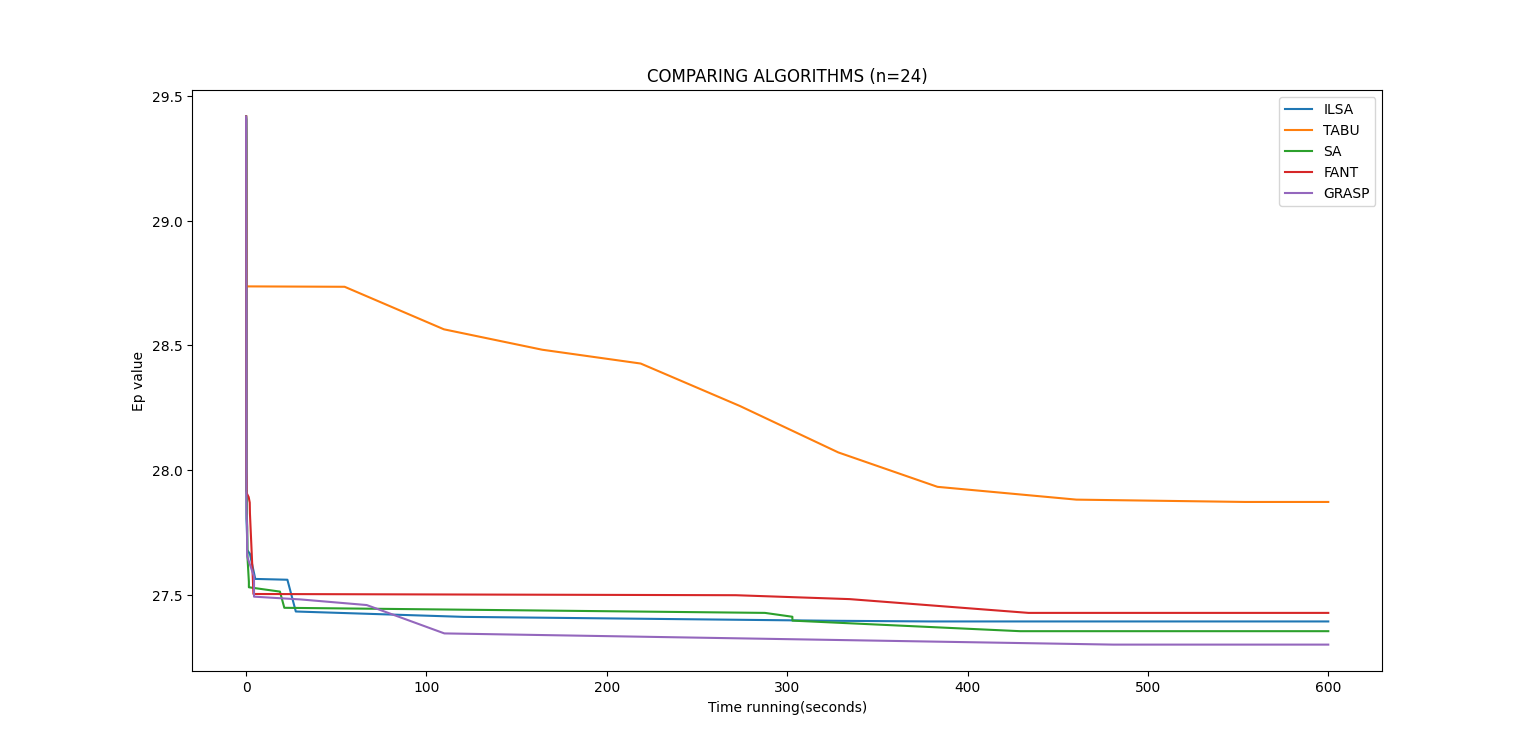 COMPARING ALGORITHMS (n=24)
29.5
29.0
28.5
28.0
27.5
Ep value
ILSA
TABU
SA
FANT
GRASP
0 100 200 300 400 500 600
Time running(seconds)